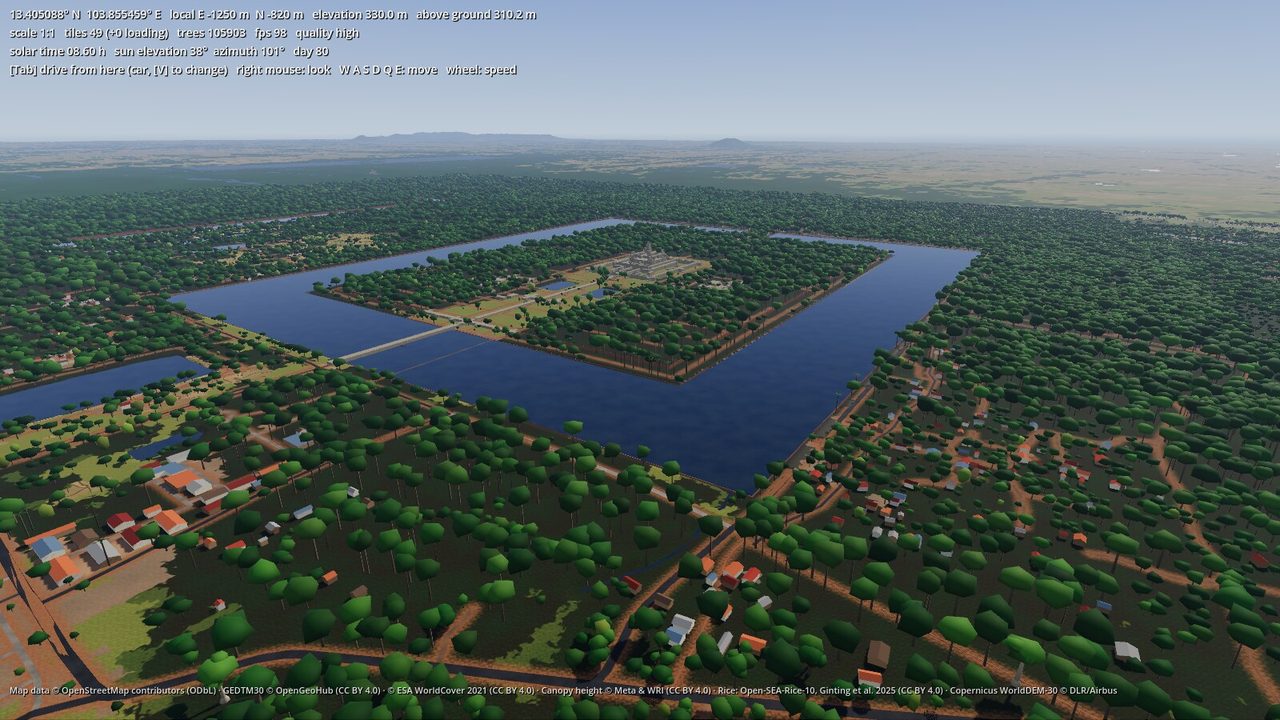 13.405088° N 103.855459° E local E -1250 m N -820 m elevation 330.0 m above ground 310.2 m
scale 1:1 tiles 49 (+0 loading) trees 105903 fps 98 quality high
solar time 08.60 h sun elevation 38° azimuth 101° day 80
[Tab] drive from here (car, [V] to change) right mouse: look W A S D Q E: move wheel: speed
Map data © OpenStreetMap contributors (ODbL) · GEDTM30 © OpenGeoHub (CC BY 4.0) · © ESA WorldCover 2021 (CC BY 4.0) · Canopy height © Meta & WRI (CC BY 4.0) · Rice: Open-SEA-Rice-10, Ginting et al. 2025 (CC BY 4.0) · Copernicus WorldDEM-30 © DLR/Airbus